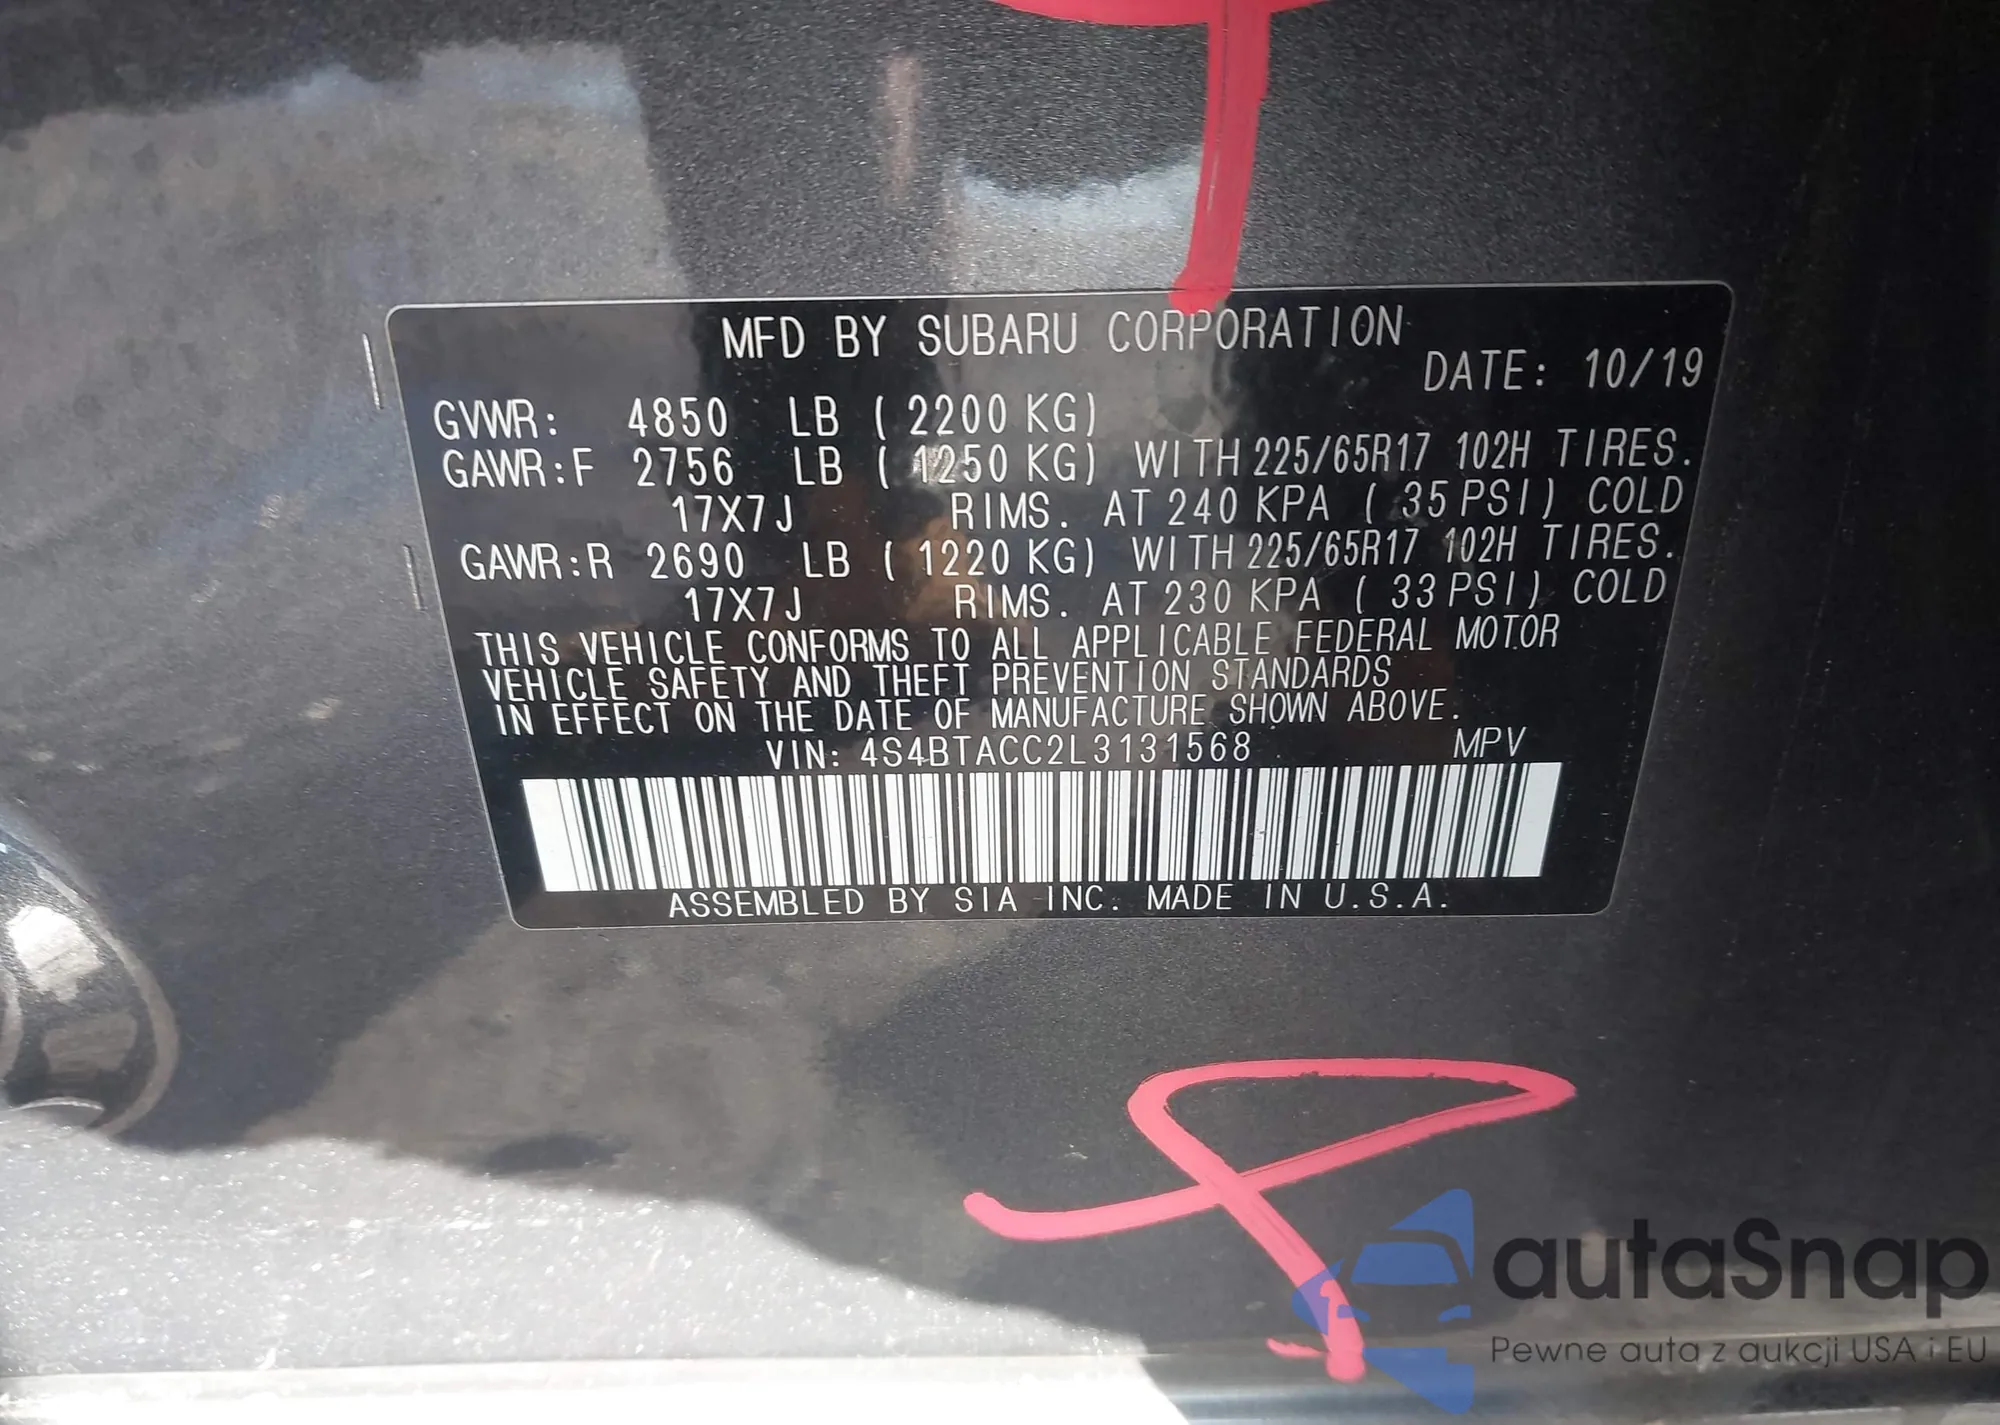 MFD BY SUBARU CORPORATION
DATE: 10/19
GVWR: 4850 LB ( 2200 KG)
GAWR:F 2756 LB ( 1250 KG) WITH 225/65R17 102H TIRES.
17X7J RIMS. AT 240 KPA ( 35 PSI) COLD
GAWR:R 2690 LB ( 1220 KG) WITH 225/65R17 102H TIRES.
17X7J RIMS. AT 230 KPA ( 33 PSI) COLD
THIS VEHICLE CONFORMS TO ALL APPLICABLE FEDERAL MOTOR
VEHICLE SAFETY AND THEFT PREVENTION STANDARDS
IN EFFECT ON THE DATE OF MANUFACTURE SHOWN ABOVE.
VIN: 4S4BTACC2L3131568 MPV
ASSEMBLED BY SIA INC. MADE IN U.S.A.
autaSnap
Pewne auta z aukcji USA i EU